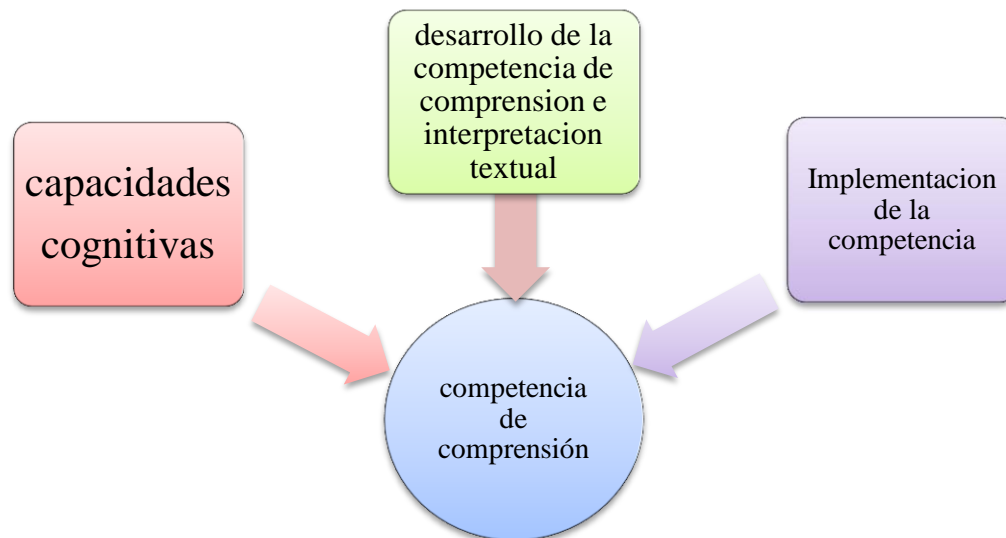 desarrollo de la
competencia de
comprension e
interpretacion
textual
capacidades
cognitivas
Implementacion
de la
competencia
competencia
de
comprensión